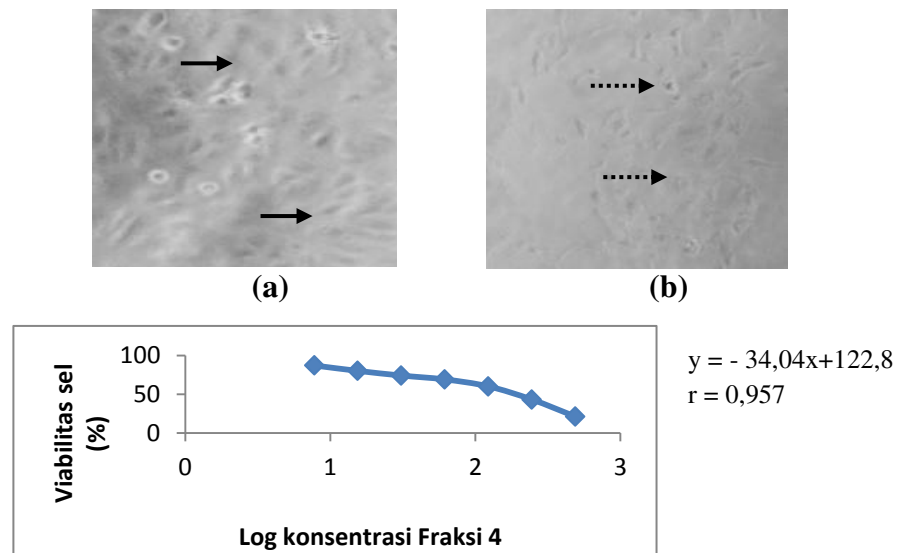 (a)
(b)
Viabilitas sel
(%)
100
50
0
0
1
2
3
Log konsentrasi Fraksi 4
y = - 34,04x+122,8
r = 0,957